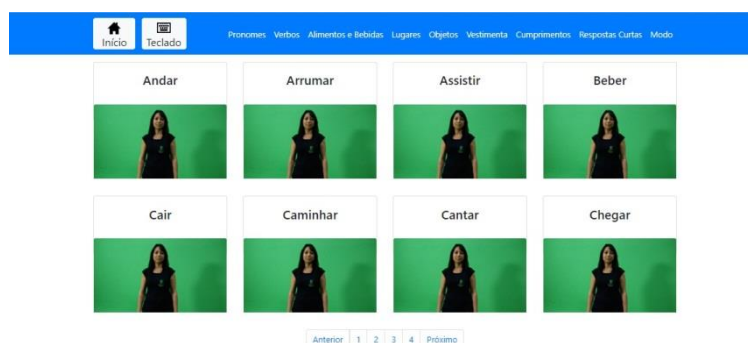 Início Teclado Pronomes Verbos Alimentos e Bebidas Lugares Objetos Vestimenta Cumprimentos Respostas Curtas Modo
Andar Arrumar Assistir Beber
Cair Caminhar Cantar Chegar
Anterior 1 2 3 4 Próximo